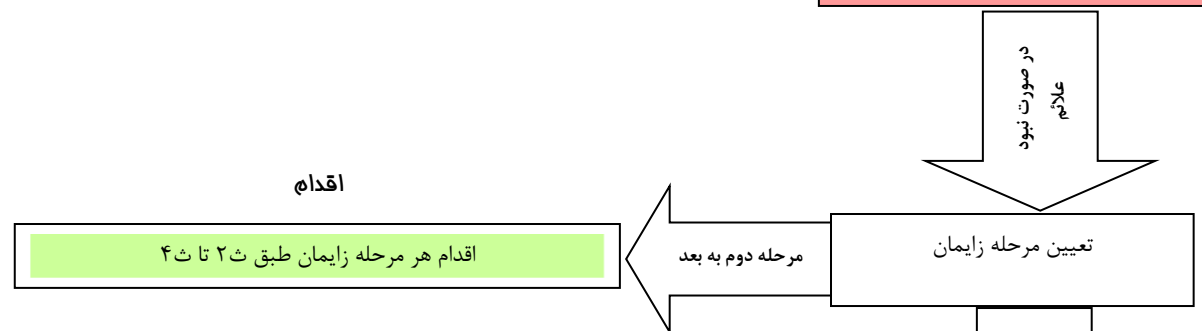 در صورت نبود
علائم
اقدام
تعیین مرحله زایمان
مرحله دوم به بعد
اقدام هر مرحله زایمان طبق ث۲ تا ث۴